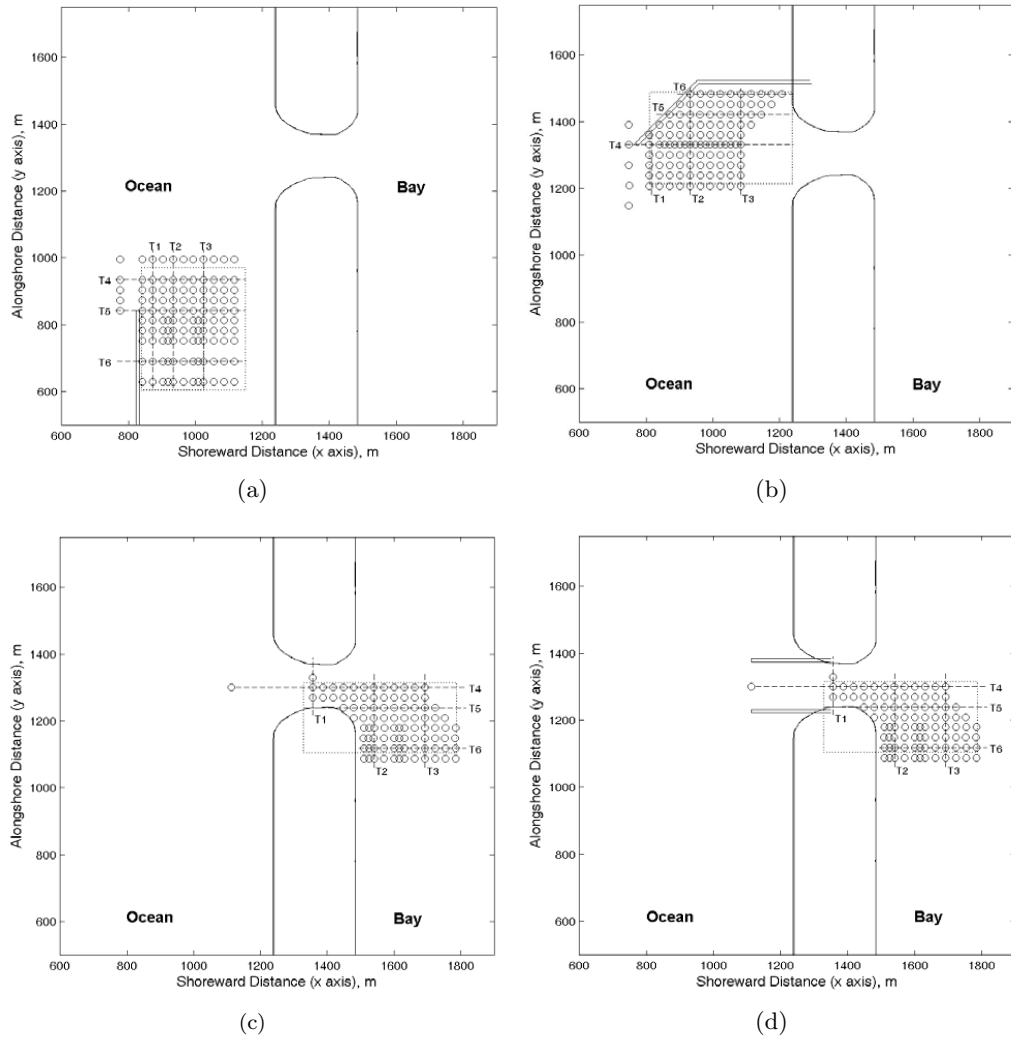 1600
1400
1200
1000
800
600
Alongshore Distance (y axis), m
Ocean
Bay
T1 T2 T3
T4
T5
T6
600 800 1000 1200 1400 1600 1800
Shoreward Distance (x axis), m
(a)
1600
1400
1200
1000
800
600
Alongshore Distance (y axis), m
T6
T5
T4
T1 T2 T3
Ocean
Bay
600 800 1000 1200 1400 1600 1800
Shoreward Distance (x axis), m
(b)
1600
1400
1200
1000
800
600
Alongshore Distance (y axis), m
T4
T1
T5
T6
T2 T3
Ocean
Bay
600 800 1000 1200 1400 1600 1800
Shoreward Distance (x axis), m
(c)
1600
1400
1200
1000
800
600
Alongshore Distance (y axis), m
T4
T1
T5
T6
T2 T3
Ocean
Bay
600 800 1000 1200 1400 1600 1800
Shoreward Distance (x axis), m
(d)